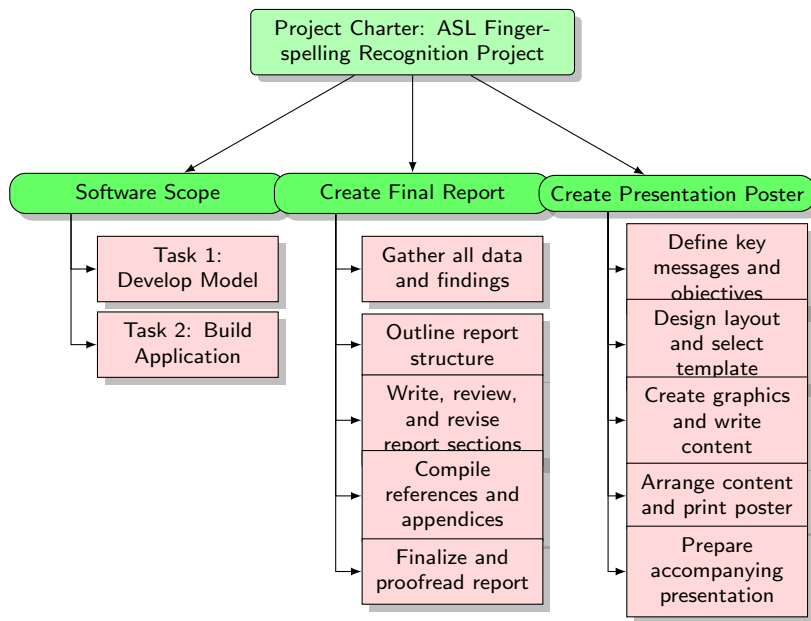 Project Charter: ASL Finger-
spelling Recognition Project
Software Scope
Create Final Report
Create Presentation Poster
Task 1:
Develop Model
Task 2: Build
Application
Gather all data
and findings
Outline report
structure
Write, review,
and revise
report sections
Compile
references and
appendices
Finalize and
proofread report
Define key
messages and
objectives
Design layout
and select
template
Create graphics
and write
content
Arrange content
and print poster
Prepare
accompanying
presentation